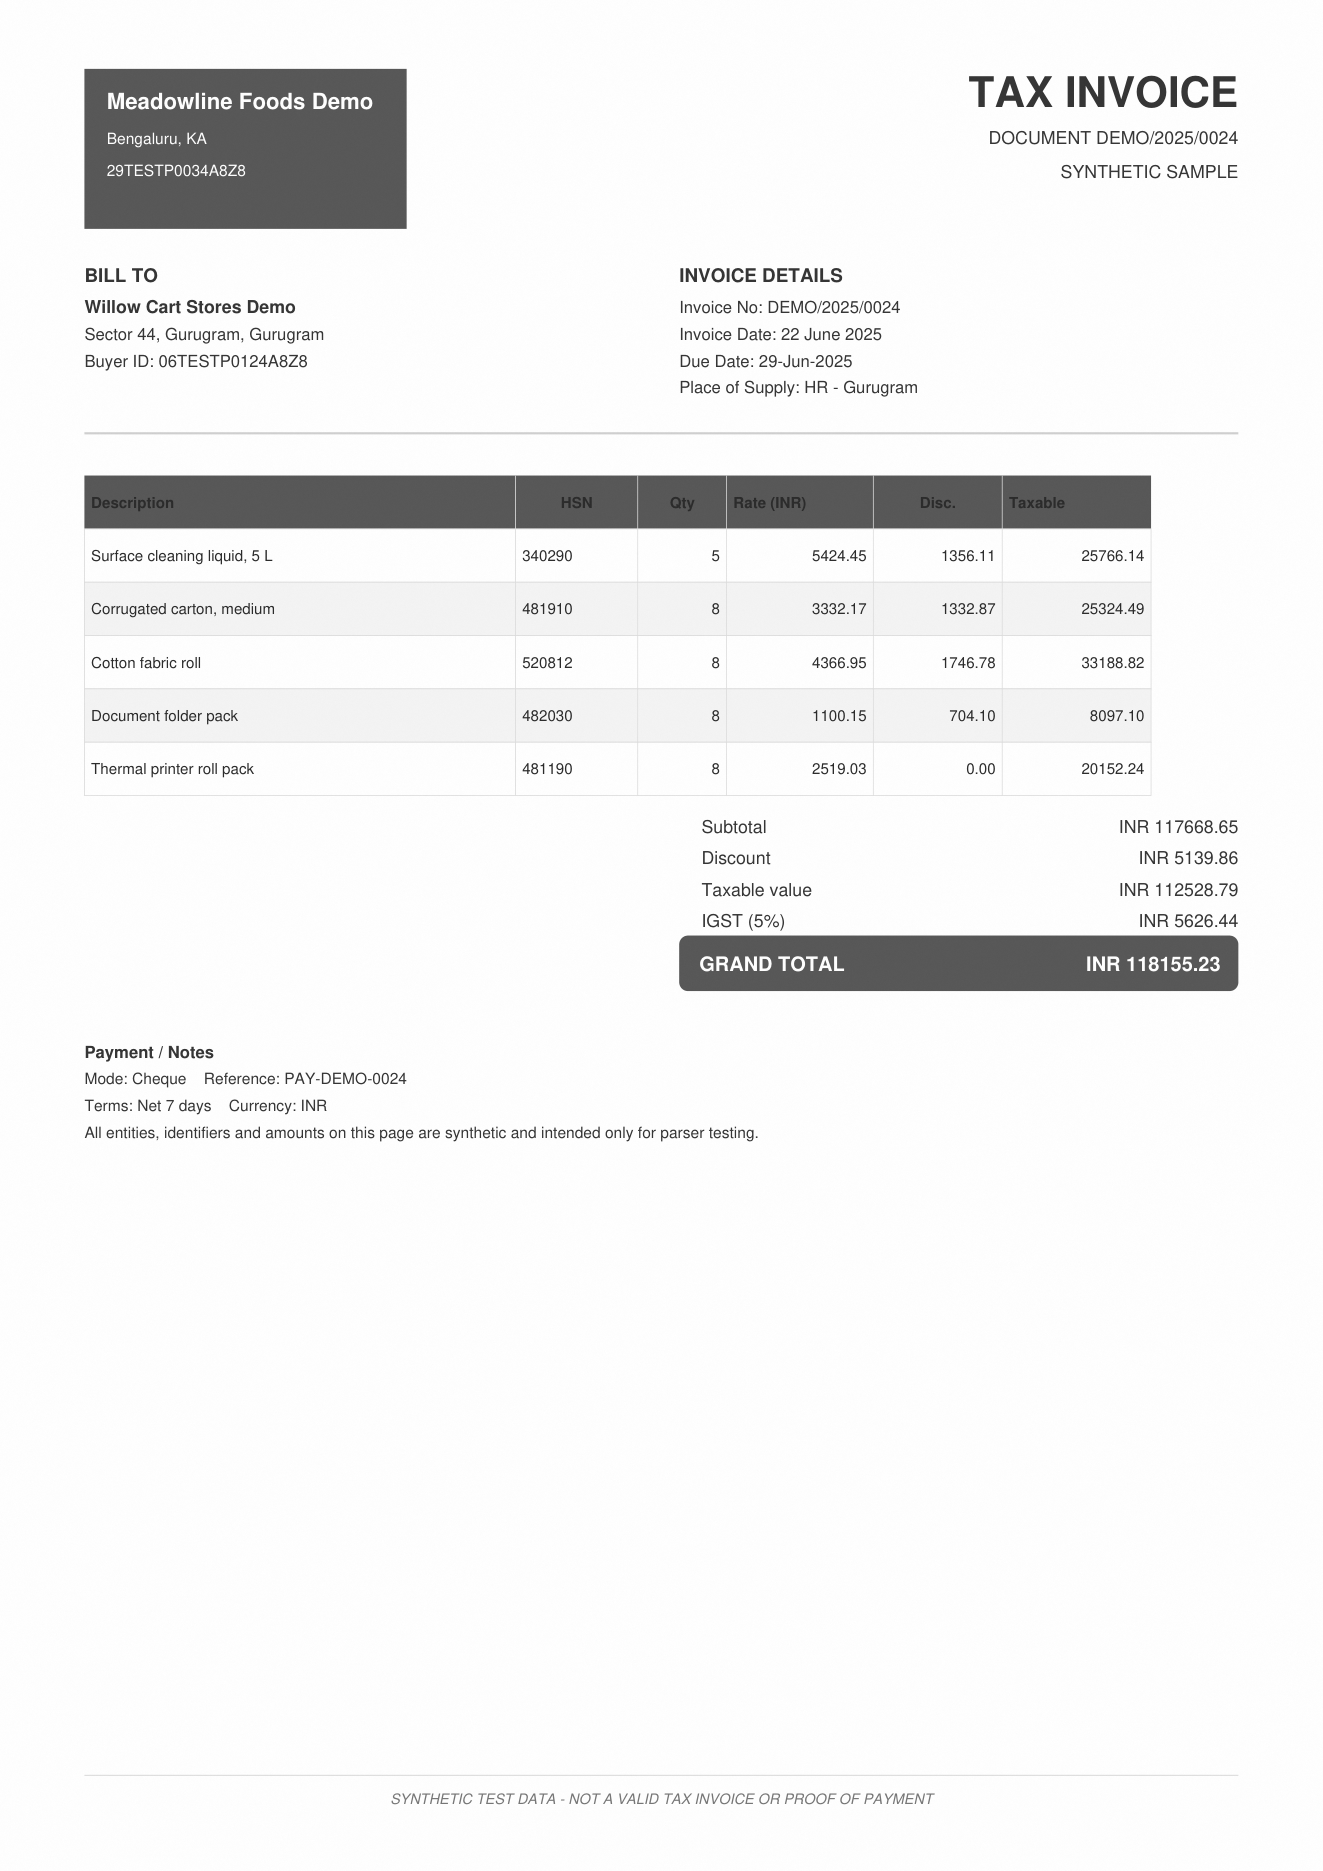 Meadowline Foods Demo
Bengaluru, KA
29TESTP0034A8Z8
TAX INVOICE
DOCUMENT DEMO/2025/0024
SYNTHETIC SAMPLE
BILL TO
Willow Cart Stores Demo
Sector 44, Gurugram, Gurugram
Buyer ID: 06TESTP0124A8Z8
INVOICE DETAILS
Invoice No: DEMO/2025/0024
Invoice Date: 22 June 2025
Due Date: 29-Jun-2025
Place of Supply: HR - Gurugram
Description HSN Qty Rate (INR) Disc. Taxable
Surface cleaning liquid, 5 L 340290 5 5424.45 1356.11 25766.14
Corrugated carton, medium 481910 8 3332.17 1332.87 25324.49
Cotton fabric roll 520812 8 4366.95 1746.78 33188.82
Document folder pack 482030 8 1100.15 704.10 8097.10
Thermal printer roll pack 481190 8 2519.03 0.00 20152.24
Subtotal INR 117668.65
Discount INR 5139.86
Taxable value INR 112528.79
IGST (5%) INR 5626.44
GRAND TOTAL INR 118155.23
Payment / Notes
Mode: Cheque Reference: PAY-DEMO-0024
Terms: Net 7 days Currency: INR
All entities, identifiers and amounts on this page are synthetic and intended only for parser testing.
SYNTHETIC TEST DATA - NOT A VALID TAX INVOICE OR PROOF OF PAYMENT